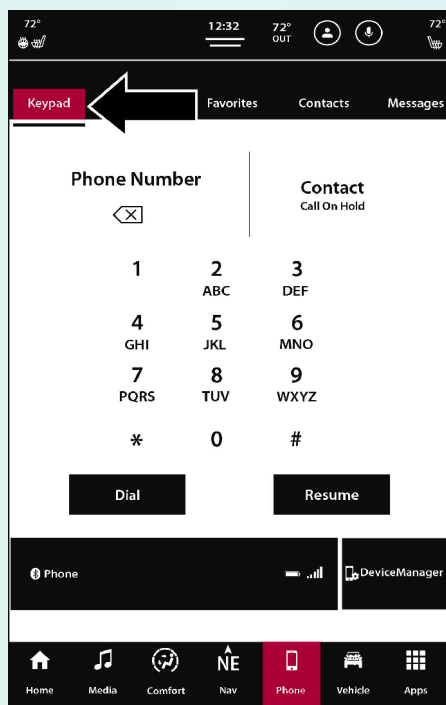 72° 12:32 72° 72°
OUT
Keypad Favorites Contacts Messages
Phone Number
Contact
Call On Hold
1 2 3
ABC DEF
4 5 6
GHI JKL MNO
7 8 9
PQRS TUV WXYZ
* 0 #
Dial Resume
Phone DeviceManager
NE
Home Media Comfort Nav Phone Vehicle Apps